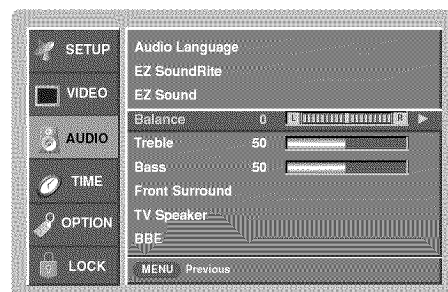 SETUP
VIDEO
AUDIO
TIME
OPTION
LOCK
Audio Language
EZ SoundRite
EZ Sound
Balance 0 L R
Treble 50
Bass 50
Front Surround
TV Speaker
BBE
MENU Previous